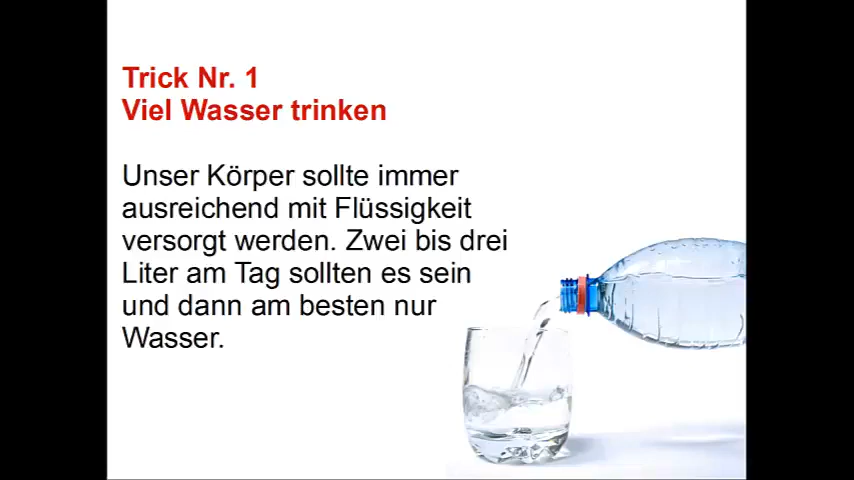 Trick Nr. 1
Viel Wasser trinken
Unser Körper sollte immer
ausreichend mit Flüssigkeit
versorgt werden. Zwei bis drei
Liter am Tag sollten es sein
und dann am besten nur
Wasser.